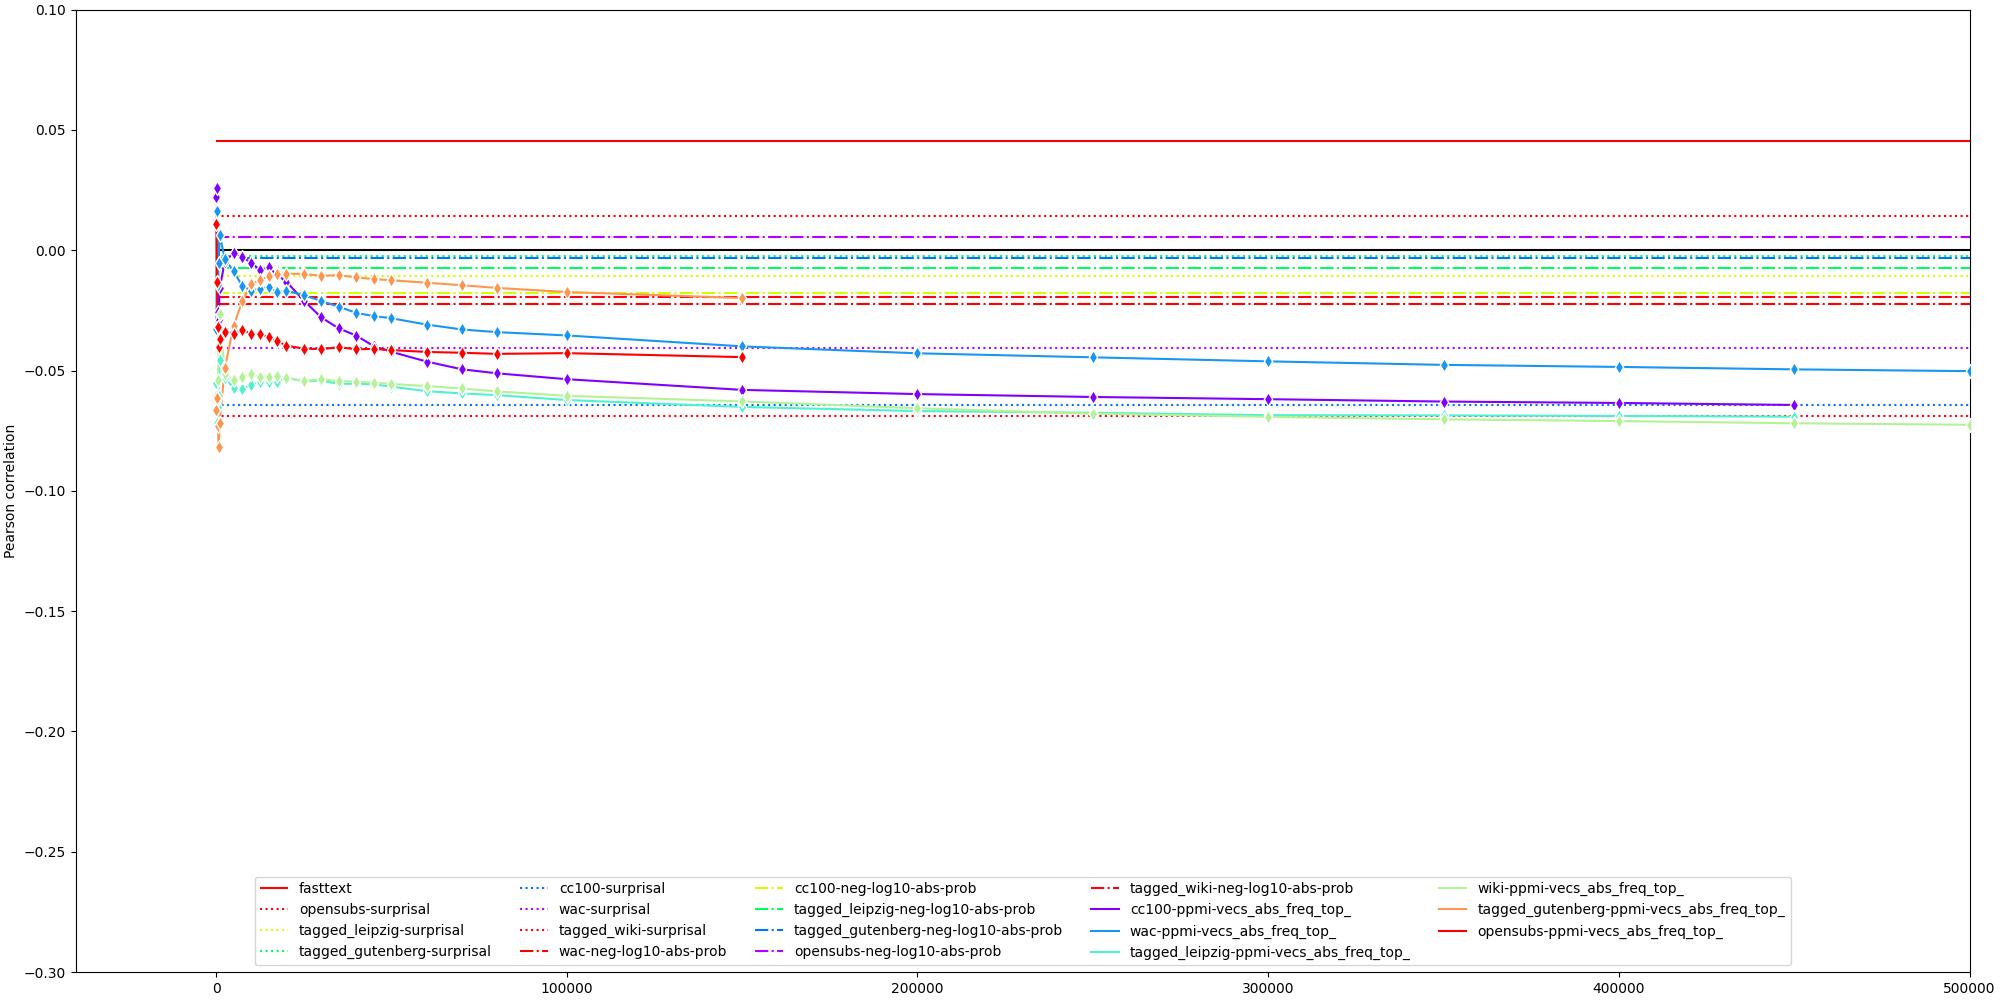 0.10
0.05
0.00
−0.05
−0.10
−0.15
−0.20
−0.25
−0.30
Pearson correlation
fasttext
opensubs-surprisal
tagged_leipzig-surprisal
tagged_gutenberg-surprisal
cc100-surprisal
wac-surprisal
tagged_wiki-surprisal
wac-neg-log10-abs-prob
cc100-neg-log10-abs-prob
tagged_leipzig-neg-log10-abs-prob
tagged_gutenberg-neg-log10-abs-prob
opensubs-neg-log10-abs-prob
tagged_wiki-neg-log10-abs-prob
cc100-ppmi-vecs_abs_freq_top_
wac-ppmi-vecs_abs_freq_top_
tagged_leipzig-ppmi-vecs_abs_freq_top_
wiki-ppmi-vecs_abs_freq_top_
tagged_gutenberg-ppmi-vecs_abs_freq_top_
opensubs-ppmi-vecs_abs_freq_top_
0
100000
200000
300000
400000
500000